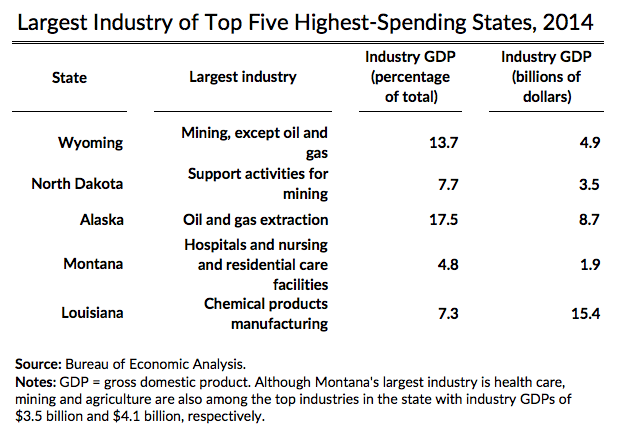 Largest Industry of Top Five Highest-Spending States, 2014
State
Largest industry
Industry GDP
(percentage
of total)
Industry GDP
(billions of
dollars)
Wyoming
Mining, except oil and
gas
13.7
4.9
North Dakota
Support activities for
mining
7.7
3.5
Alaska
Oil and gas extraction
17.5
8.7
Montana
Hospitals and nursing
and residential care
facilities
4.8
1.9
Louisiana
Chemical products
manufacturing
7.3
15.4
Source: Bureau of Economic Analysis.
Notes: GDP = gross domestic product. Although Montana's largest industry is health care,
mining and agriculture are also among the top industries in the state with industry GDPs of
$3.5 billion and $4.1 billion, respectively.